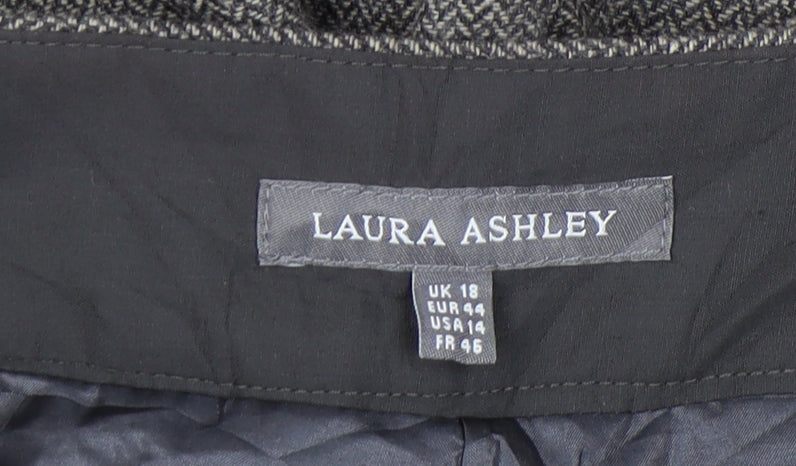 LAURA ASHLEY
UK 18
EUR 44
USA 14
FR 46